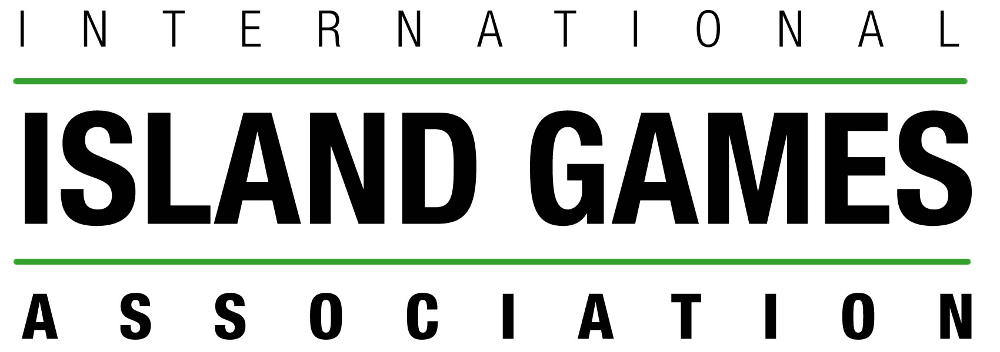 INTERNATIONAL
ISLAND GAMES
ASSOCIATION